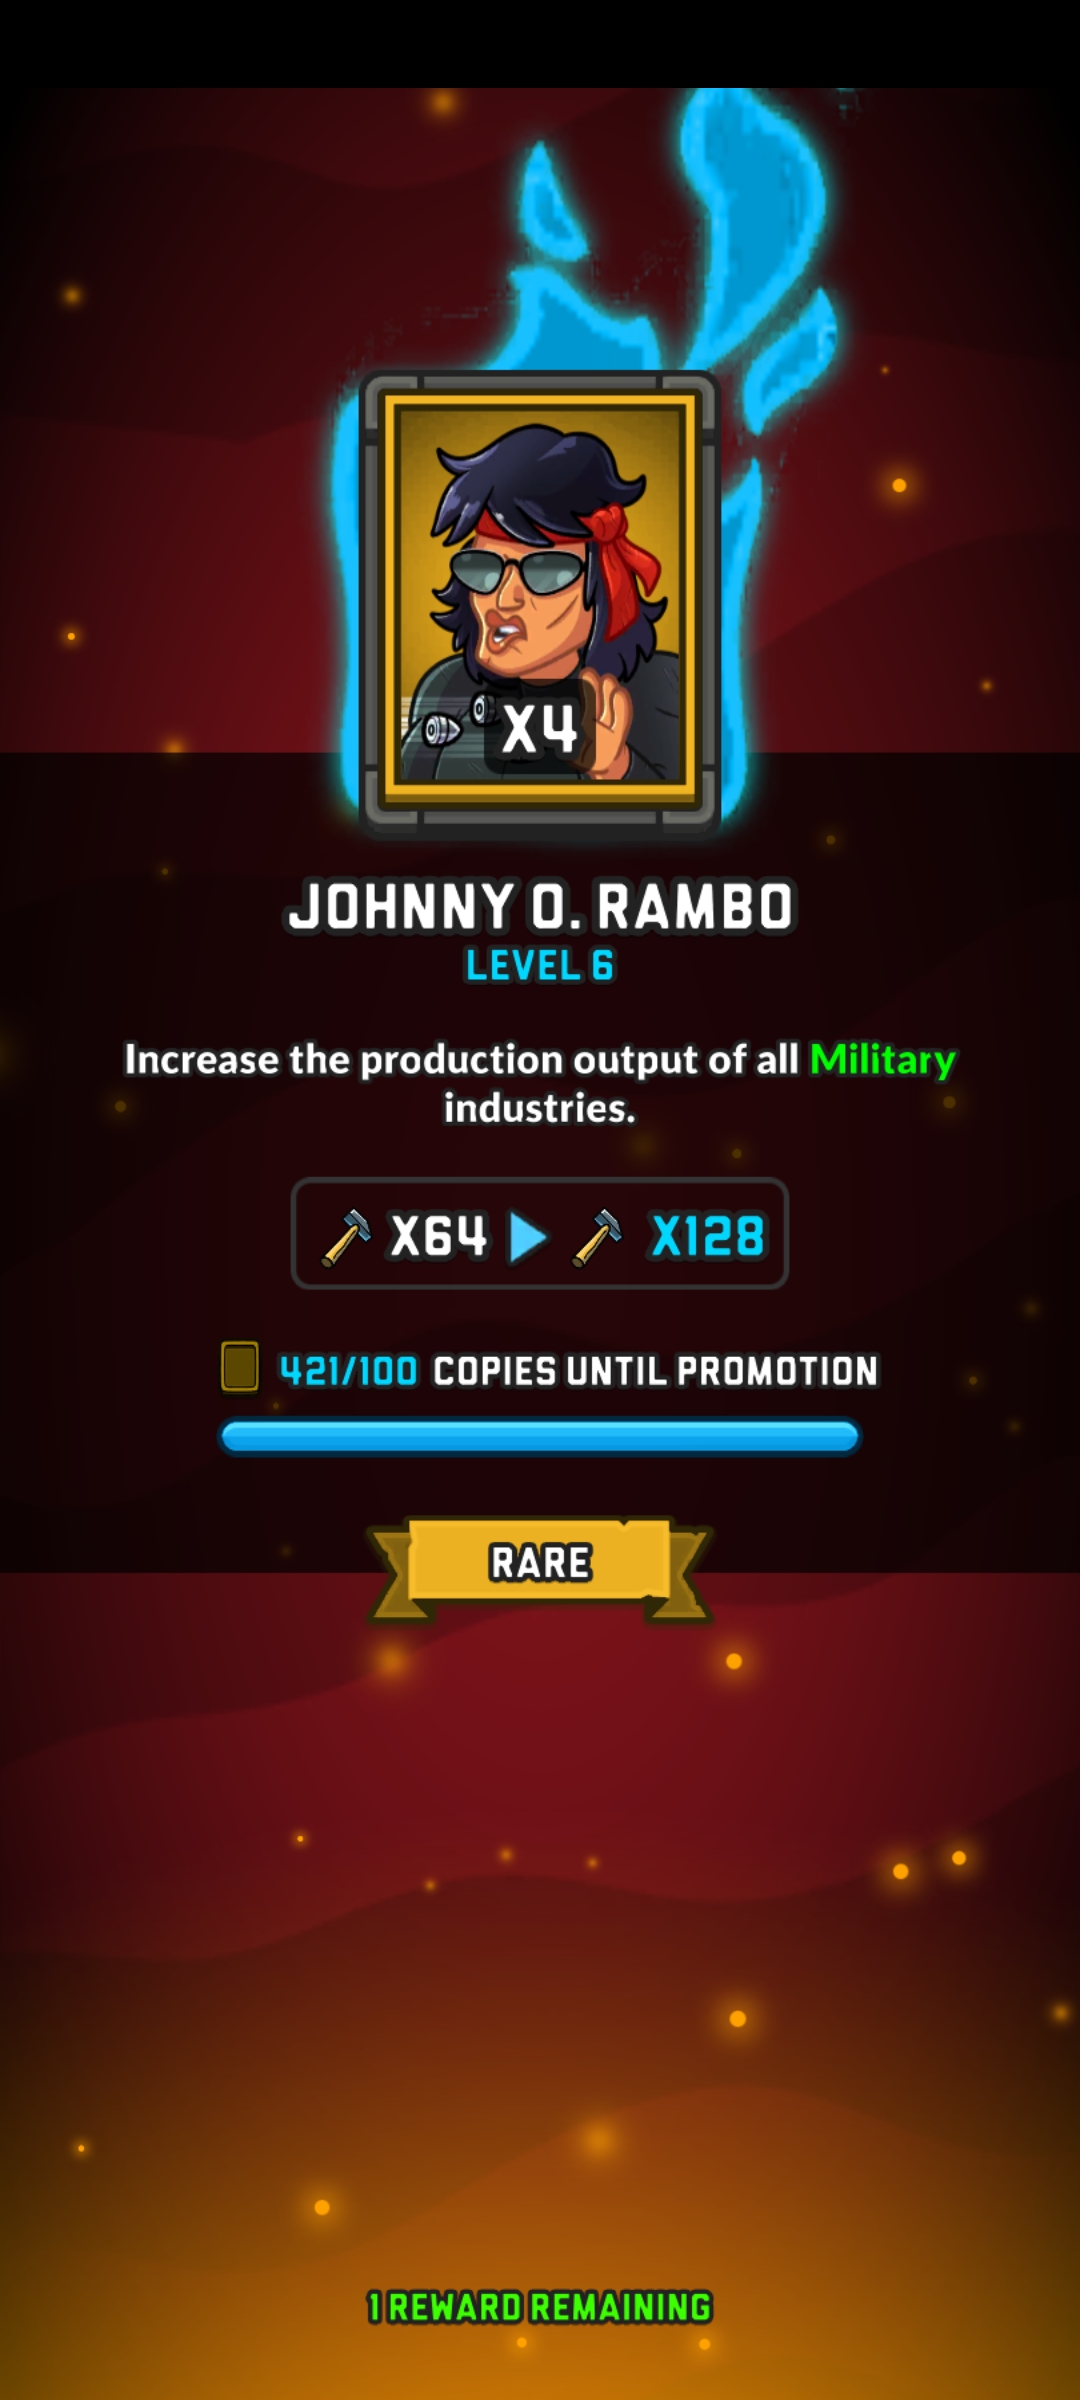 X4
JOHNNY O. RAMBO
LEVEL 6
Increase the production output of all Military
industries.
X64 X128
421/100 COPIES UNTIL PROMOTION
RARE
1 REWARD REMAINING